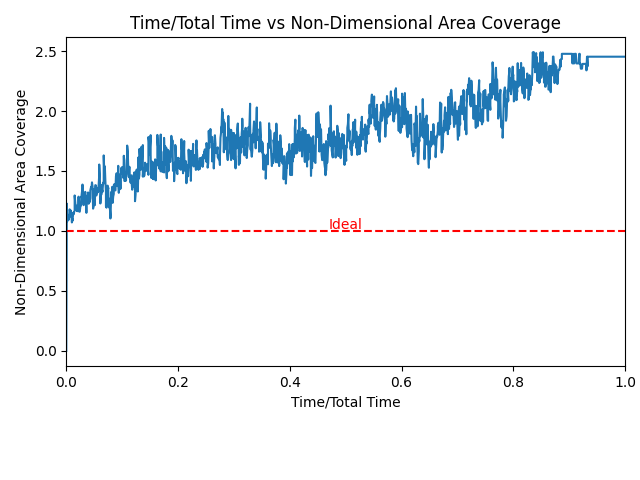 Time/Total Time vs Non-Dimensional Area Coverage
Non-Dimensional Area Coverage
2.5
2.0
1.5
1.0
0.5
0.0
Ideal
0.0 0.2 0.4 0.6 0.8 1.0
Time/Total Time